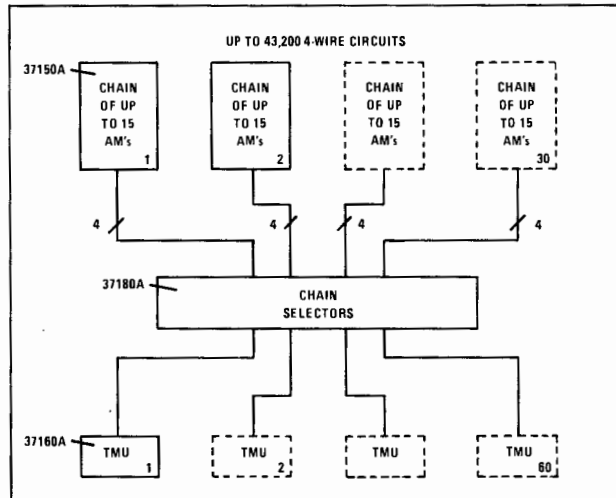 UP TO 43,200 4-WIRE CIRCUITS
37150A
CHAIN
OF UP
TO 15
AM's
1
CHAIN
OF UP
TO 15
AM's
2
CHAIN
OF UP
TO 15
AM's
CHAIN
OF UP
TO 15
AM's
30
4
4
4
4
37180A
CHAIN
SELECTORS
37160A
TMU
1
TMU
2
TMU
TMU
60